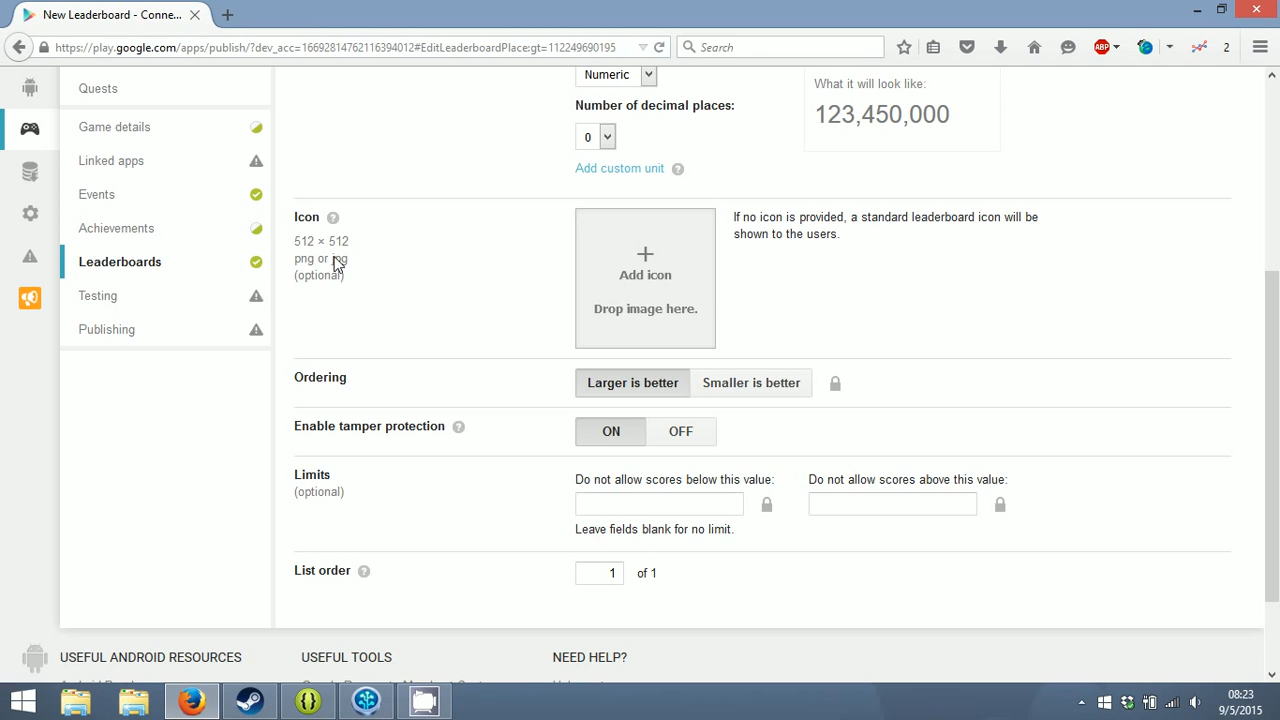 New Leaderboard - Conne...
https://play.google.com/apps/publish/?dev_acc=16692814762116394012#EditLeaderboardPlace:gt=112249690195
Search
ABP
2
Quests
Game details
Linked apps
Events
Achievements
Leaderboards
Testing
Publishing
Numeric
What it will look like:
123,450,000
Number of decimal places:
0
Add custom unit ?
Icon ?
512 × 512
png or jpg
(optional)
+
Add icon
Drop image here.
If no icon is provided, a standard leaderboard icon will be
shown to the users.
Ordering
Larger is better
Smaller is better
Enable tamper protection ?
ON
OFF
Limits
(optional)
Do not allow scores below this value:
Do not allow scores above this value:
Leave fields blank for no limit.
List order ?
1 of 1
USEFUL ANDROID RESOURCES
USEFUL TOOLS
NEED HELP?
08:23
9/5/2015